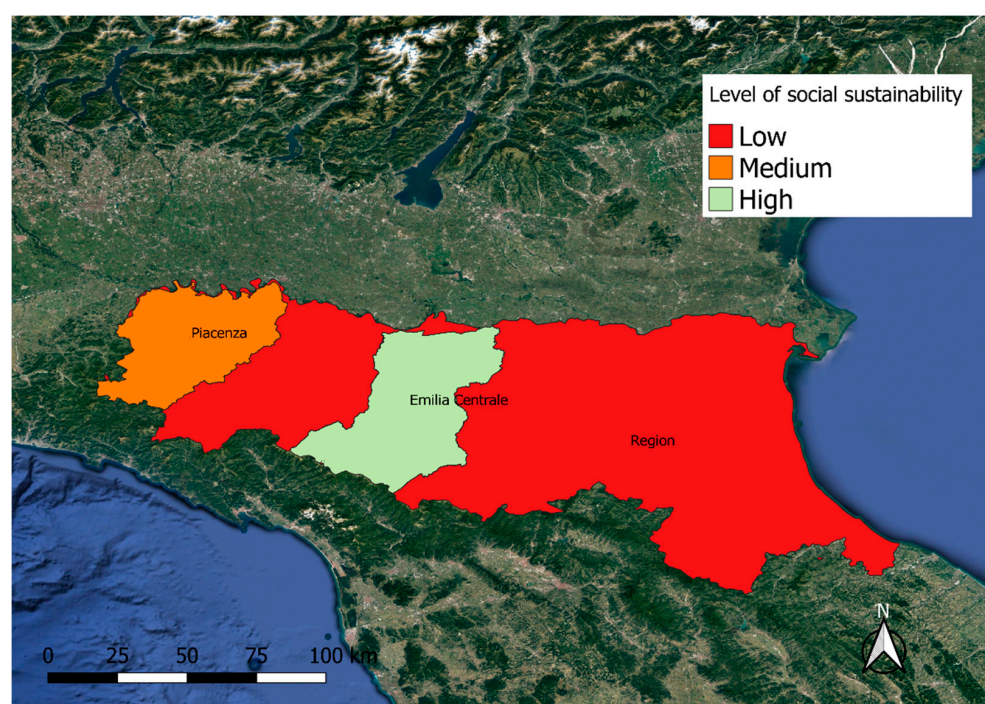 Level of social sustainability
Low
Medium
High
Piacenza
Emilia Centrale
Region
N
0 25 50 75 100 km